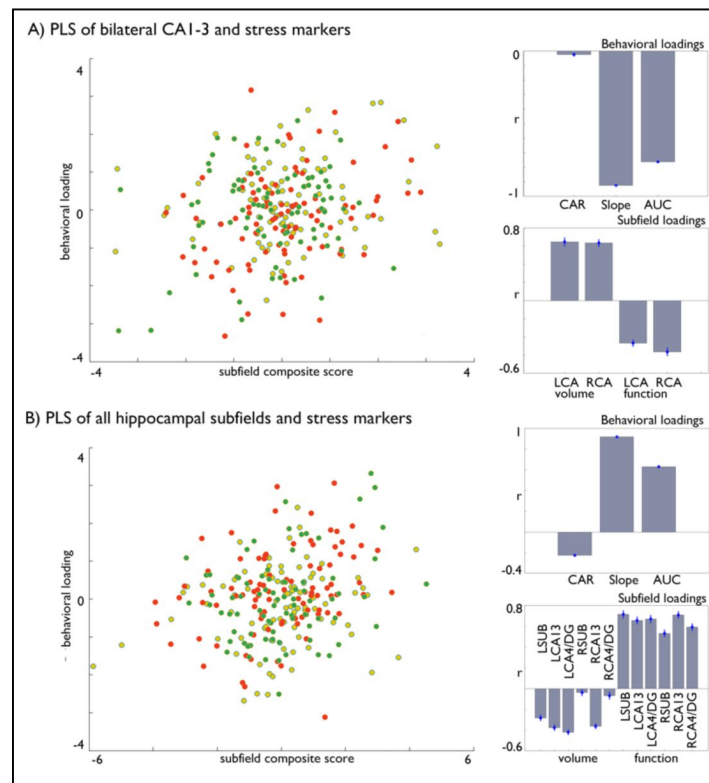 A) PLS of bilateral CA1-3 and stress markers
4
0
-4
behavioral loading
-4
subfield composite score
4
Behavioral loadings
0
r
-1
CAR Slope AUC
Subfield loadings
0.8
r
-0.6
LCA RCA LCA RCA
volume function
B) PLS of all hippocampal subfields and stress markers
4
0
-4
behavioral loading
-6
subfield composite score
6
Behavioral loadings
1
r
-0.4
CAR Slope AUC
Subfield loadings
0.8
r
-0.6
LSUB
LCA13
LCA4/DG
RSUB
RCA13
RCA4/DG
LSUB
LCA13
LCA4/DG
RSUB
RCA13
RCA4/DG
volume function